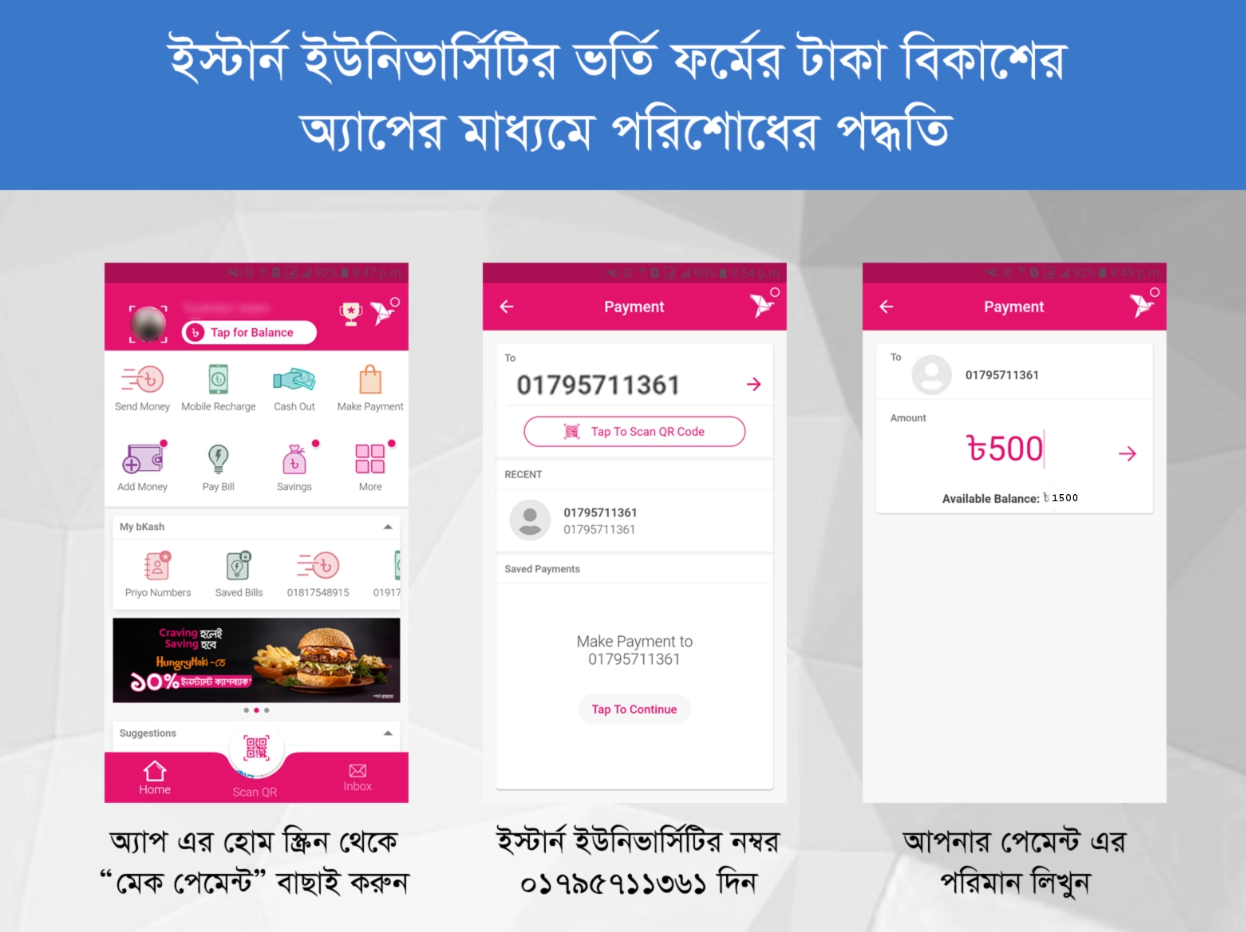 ইস্টার্ন ইউনিভার্সিটির ভর্তি ফর্মের টাকা বিকাশের
অ্যাপের মাধ্যমে পরিশোধের পদ্ধতি
92% 9:47 p.m.
Tap for Balance
Send Money Mobile Recharge Cash Out Make Payment
Add Money Pay Bill Savings More
My bKash
Priyo Numbers Saved Bills 01817548915 01917
Craving হলেই
Saving হবে
HungryNaki-তে
১০% ইনস্ট্যান্ট ক্যাশব্যাক*
Suggestions
Home Scan QR Inbox
অ্যাপ এর হোম স্ক্রিন থেকে
“মেক পেমেন্ট” বাছাই করুন
90% 9:54 p.m.
Payment
To
01795711361
Tap To Scan QR Code
RECENT
01795711361
01795711361
Saved Payments
Make Payment to
01795711361
Tap To Continue
ইস্টার্ন ইউনিভার্সিটির নম্বর
০১৭৯৫৭১১৩৬১ দিন
92% 9:49 p.m.
Payment
To
01795711361
Amount
৳500
Available Balance: ৳ 1500
আপনার পেমেন্ট এর
পরিমান লিখুন